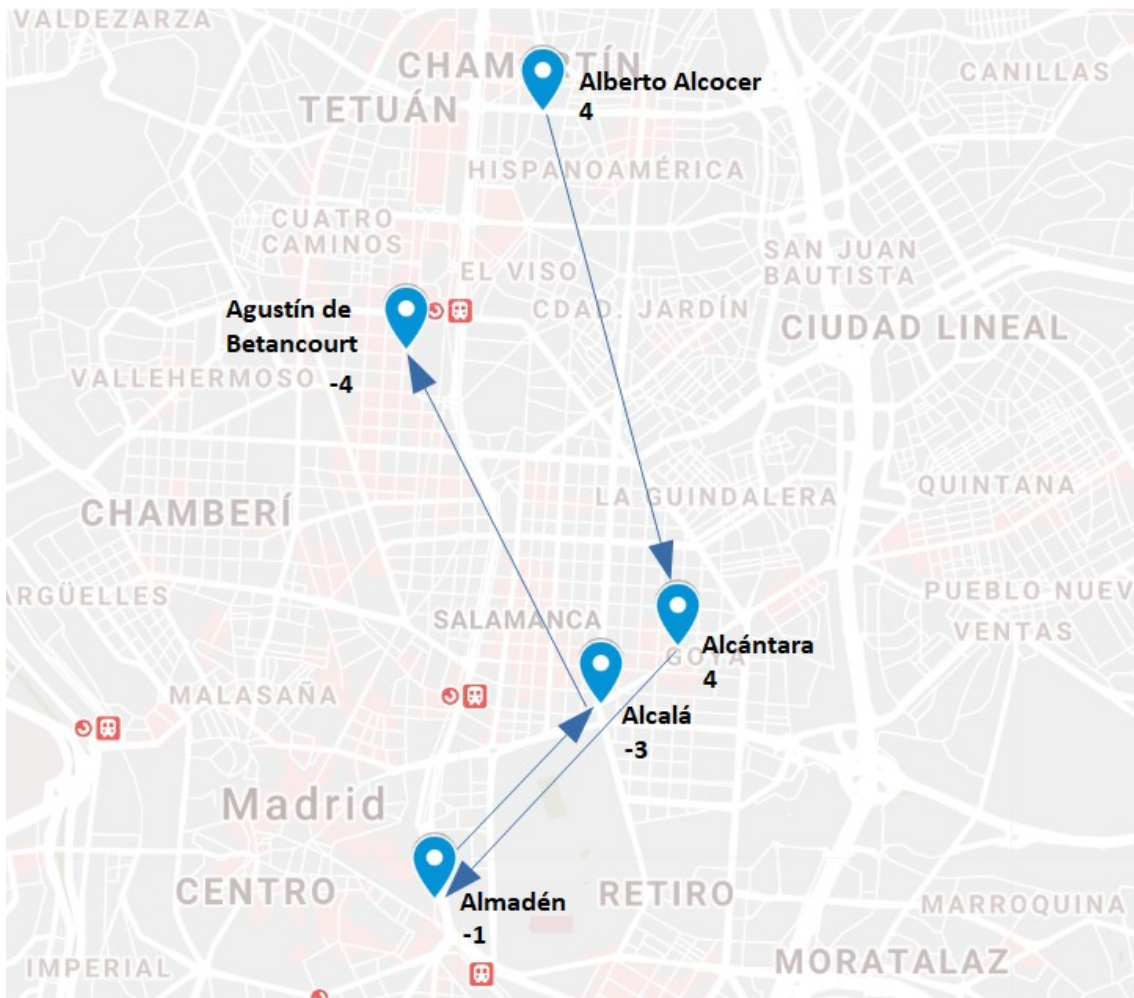 VALDEZARZA
CHAMARTÍN
Alberto Alcocer
4
CANILLAS
TETUÁN
HISPANOAMÉRICA
CUATRO
CAMINOS
SAN JUAN
BAUTISTA
EL VISO
CDAD. JARDÍN
Agustín de
Betancourt
-4
CIUDAD LINEAL
VALLEHERMOSO
LA GUINDALERA
QUINTANA
CHAMBERÍ
ARGÜELLES
SALAMANCA
PUEBLO NUEV
VENTAS
GOYA
Alcántara
4
MALASAÑA
Alcalá
-3
Madrid
CENTRO
Almadén
-1
RETIRO
MARROQUINA
IMPERIAL
MORATALAZ